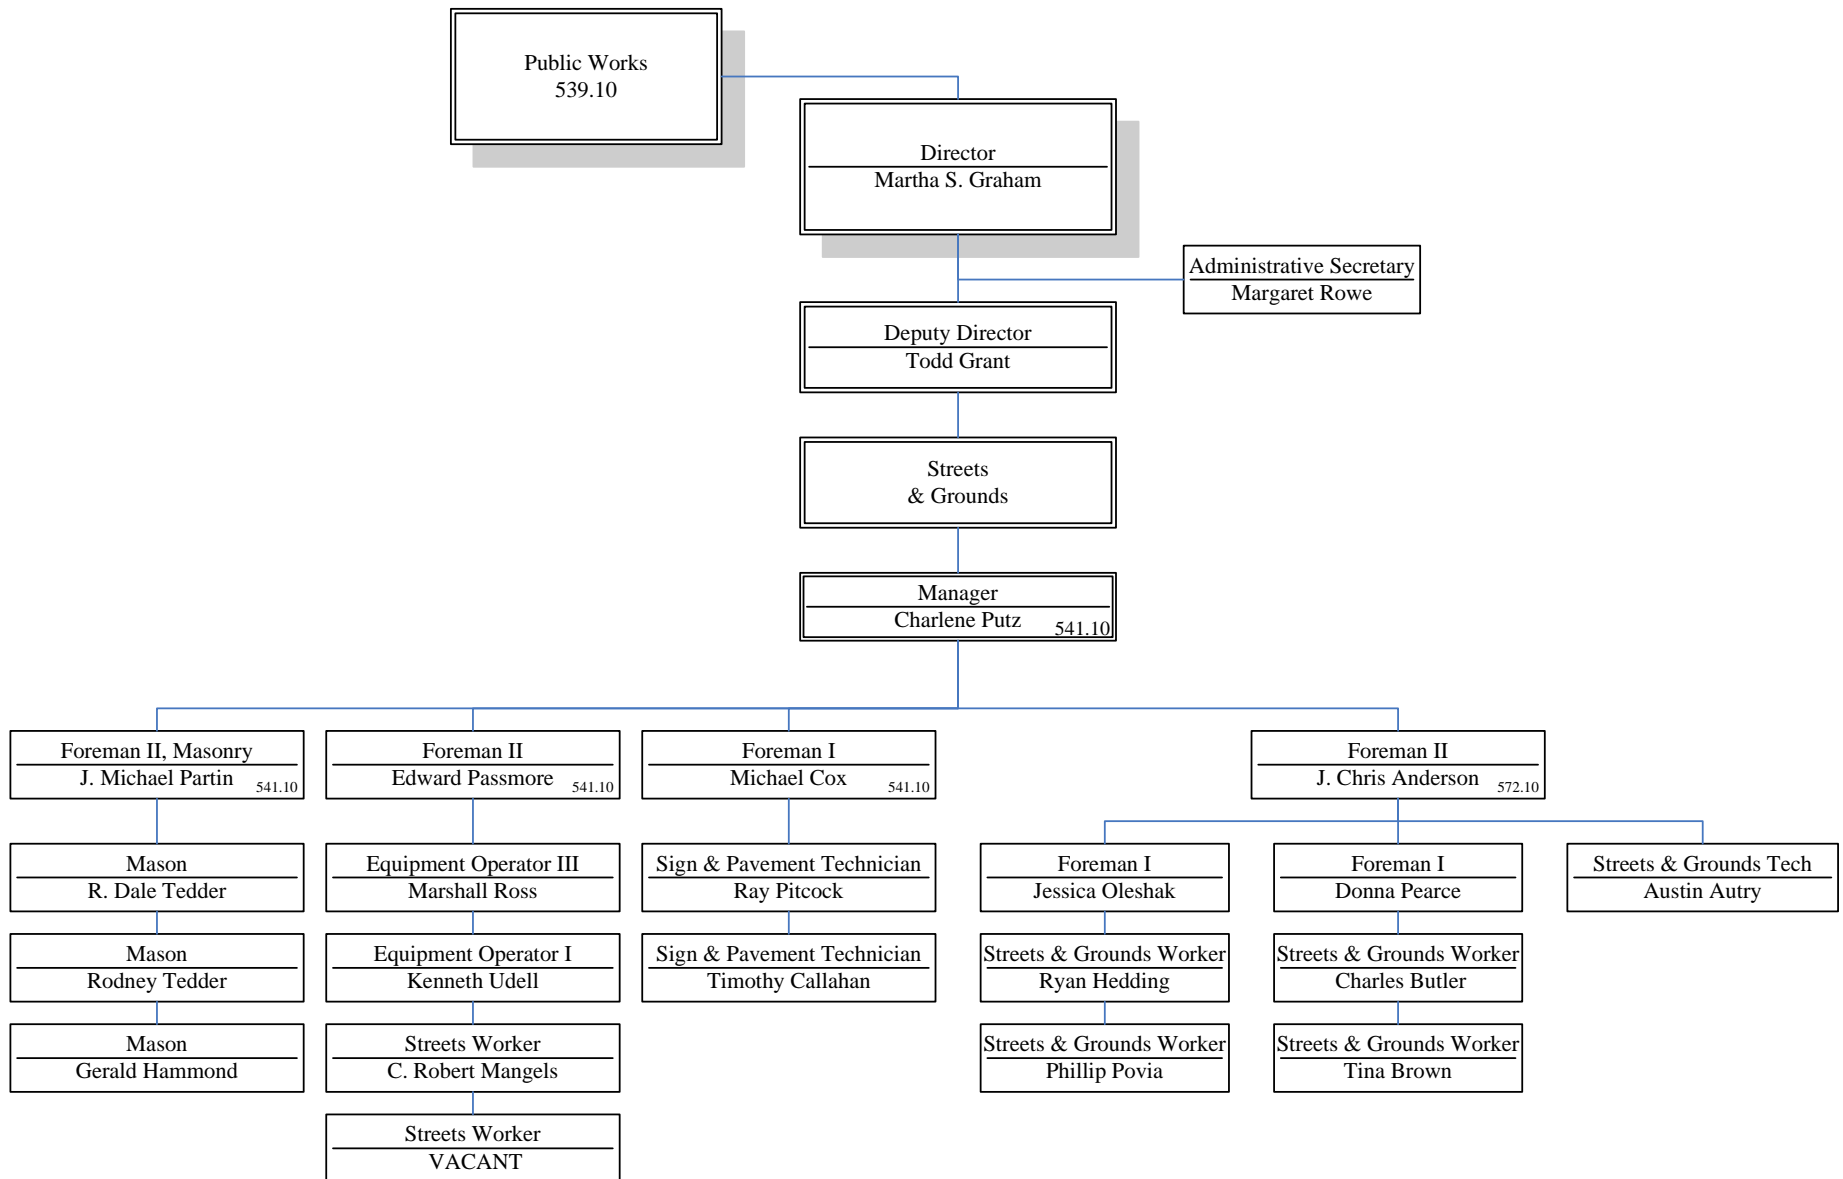 Public Works
539.10
Director
Martha S. Graham
Administrative Secretary
Margaret Rowe
Deputy Director
Todd Grant
Streets
& Grounds
Manager
Charlene Putz
541.10
Foreman II, Masonry
J. Michael Partin
541.10
Foreman II
Edward Passmore
541.10
Foreman I
Michael Cox
541.10
Foreman II
J. Chris Anderson
572.10
Mason
R. Dale Tedder
Equipment Operator III
Marshall Ross
Sign & Pavement Technician
Ray Pitcock
Foreman I
Jessica Oleshak
Foreman I
Donna Pearce
Streets & Grounds Tech
Austin Autry
Mason
Rodney Tedder
Equipment Operator I
Kenneth Udell
Sign & Pavement Technician
Timothy Callahan
Streets & Grounds Worker
Ryan Hedding
Streets & Grounds Worker
Charles Butler
Mason
Gerald Hammond
Streets Worker
C. Robert Mangels
Streets & Grounds Worker
Phillip Povia
Streets & Grounds Worker
Tina Brown
Streets Worker
VACANT